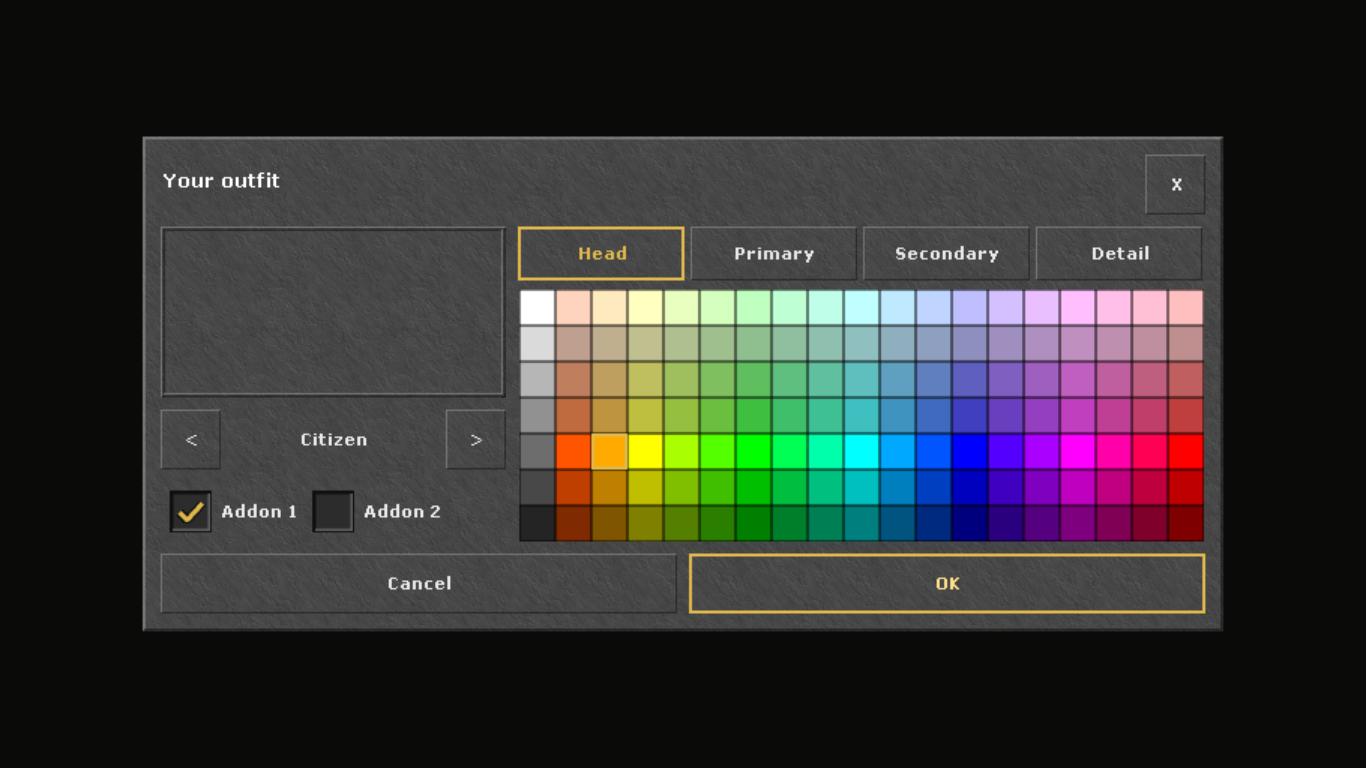 Your outfit
x
Head
Primary
Secondary
Detail
<
Citizen
>
Addon 1
Addon 2
Cancel
OK